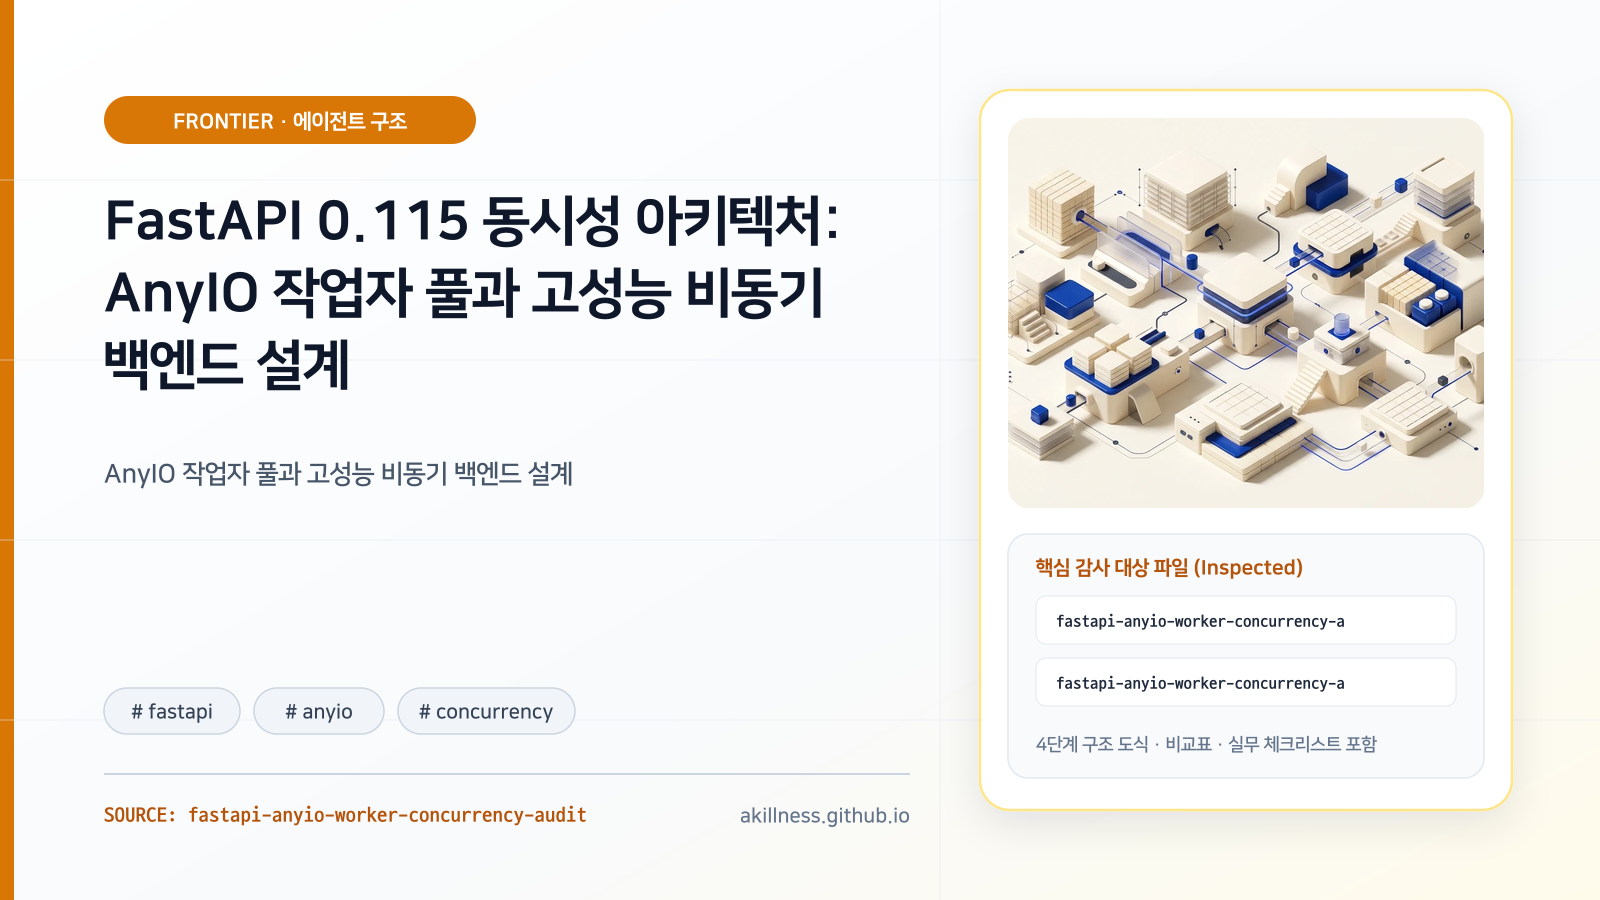 FRONTIER · 에이전트 구조
FastAPI 0.115 동시성 아키텍처:
AnyIO 작업자 풀과 고성능 비동기
백엔드 설계
AnyIO 작업자 풀과 고성능 비동기 백엔드 설계
# fastapi
# anyio
# concurrency
SOURCE: fastapi-anyio-worker-concurrency-audit
akillness.github.io
핵심 감사 대상 파일 (Inspected)
fastapi-anyio-worker-concurrency-a
fastapi-anyio-worker-concurrency-a
4단계 구조 도식 · 비교표 · 실무 체크리스트 포함